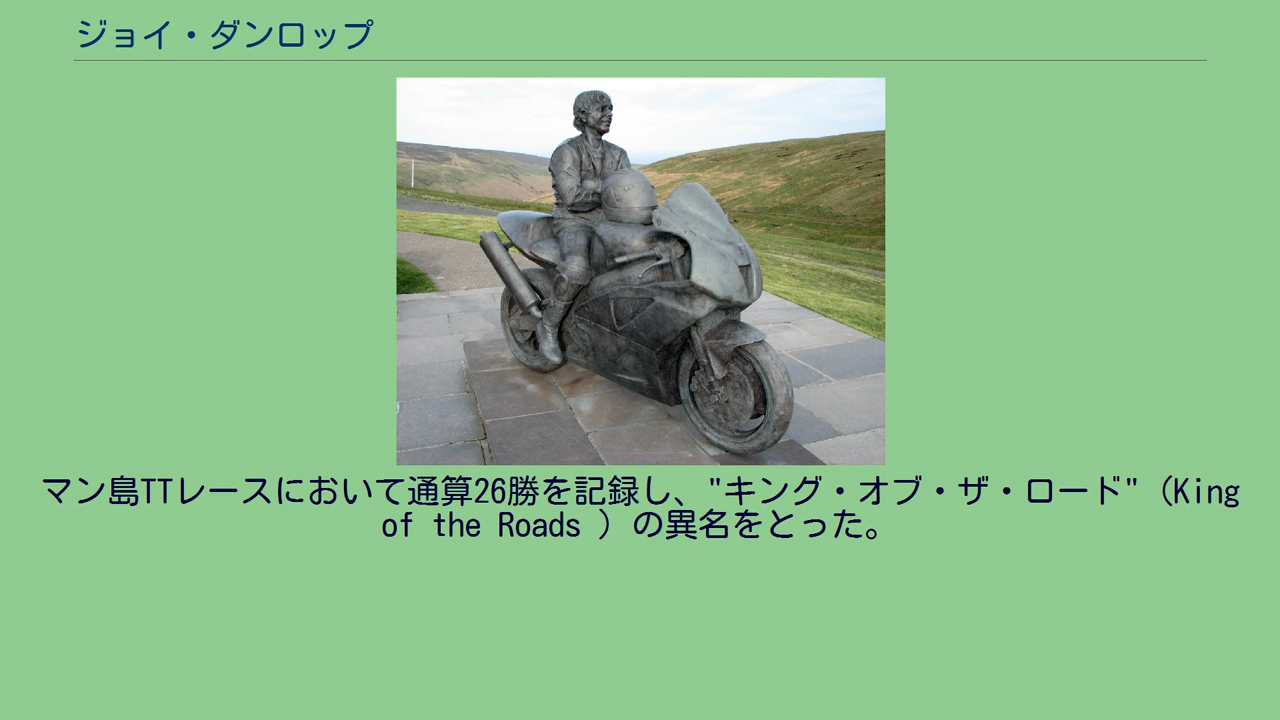 ジョイ・ダンロップ
マン島TTレースにおいて通算26勝を記録し、"キング・オブ・ザ・ロード"（King
of the Roads ）の異名をとった。